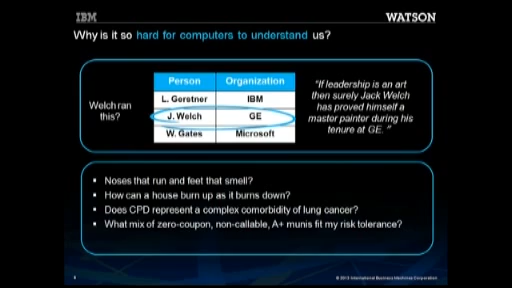 IBM
WATSON
Why is it so hard for computers to understand us?
Person Organization
L. Gerstner IBM
J. Welch GE
W. Gates Microsoft
Welch ran
this?
"If leadership is an art
then surely Jack Welch
has proved himself a
master painter during his
tenure at GE. "
▪ Noses that run and feet that smell?
▪ How can a house burn up as it burns down?
▪ Does CPD represent a complex comorbidity of lung cancer?
▪ What mix of zero-coupon, non-callable, A+ munis fit my risk tolerance?
© 2013 International Business Machines Corporation